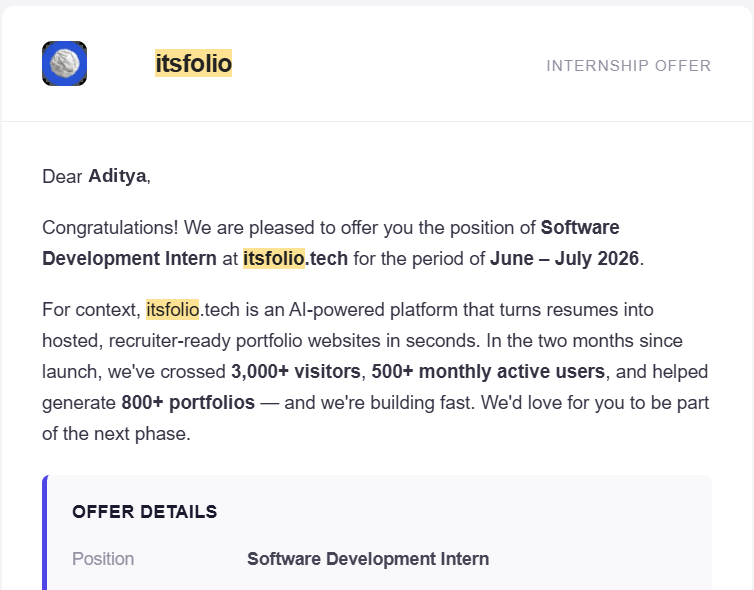 itsfolio
INTERNSHIP OFFER
Dear Aditya,
Congratulations! We are pleased to offer you the position of Software
Development Intern at itsfolio.tech for the period of June – July 2026.
For context, itsfolio.tech is an AI-powered platform that turns resumes into
hosted, recruiter-ready portfolio websites in seconds. In the two months since
launch, we've crossed 3,000+ visitors, 500+ monthly active users, and helped
generate 800+ portfolios — and we're building fast. We'd love for you to be part
of the next phase.
OFFER DETAILS
Position Software Development Intern